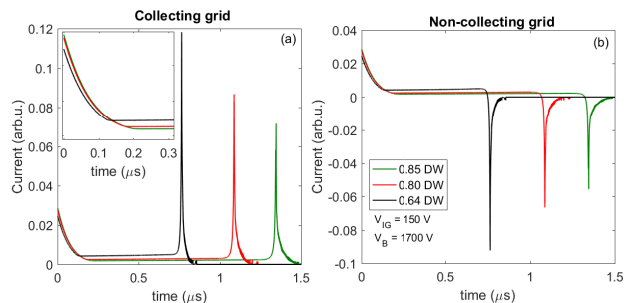 Collecting grid
(a)
0.12
0.1
0.08
0.06
0.04
0.02
0
Current (arb.u.)
0
0.1
0.2
0.3
time (μs)
0
0.5
1
1.5
time (μs)
Non-collecting grid
(b)
0.04
0.02
0
-0.02
-0.04
-0.06
-0.08
-0.1
Current (arb.u.)
0.85 DW
0.80 DW
0.64 DW
V_IG = 150 V
V_B = 1700 V
0
0.5
1
1.5
time (μs)